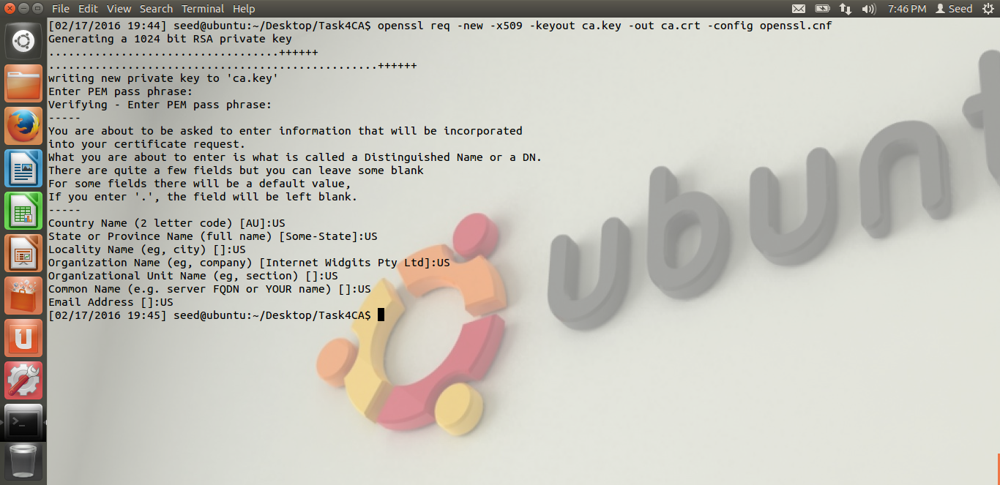 File Edit View Search Terminal Help 7:46 PM Seed
[02/17/2016 19:44] seed@ubuntu:~/Desktop/Task4CA$ openssl req -new -x509 -keyout ca.key -out ca.crt -config openssl.cnf
Generating a 1024 bit RSA private key
...................................++++++
..................................................++++++
writing new private key to 'ca.key'
Enter PEM pass phrase:
Verifying - Enter PEM pass phrase:
-----
You are about to be asked to enter information that will be incorporated
into your certificate request.
What you are about to enter is what is called a Distinguished Name or a DN.
There are quite a few fields but you can leave some blank
For some fields there will be a default value,
If you enter '.', the field will be left blank.
-----
Country Name (2 letter code) [AU]:US
State or Province Name (full name) [Some-State]:US
Locality Name (eg, city) []:US
Organization Name (eg, company) [Internet Widgits Pty Ltd]:US
Organizational Unit Name (eg, section) []:US
Common Name (e.g. server FQDN or YOUR name) []:US
Email Address []:US
[02/17/2016 19:45] seed@ubuntu:~/Desktop/Task4CA$
ubunt